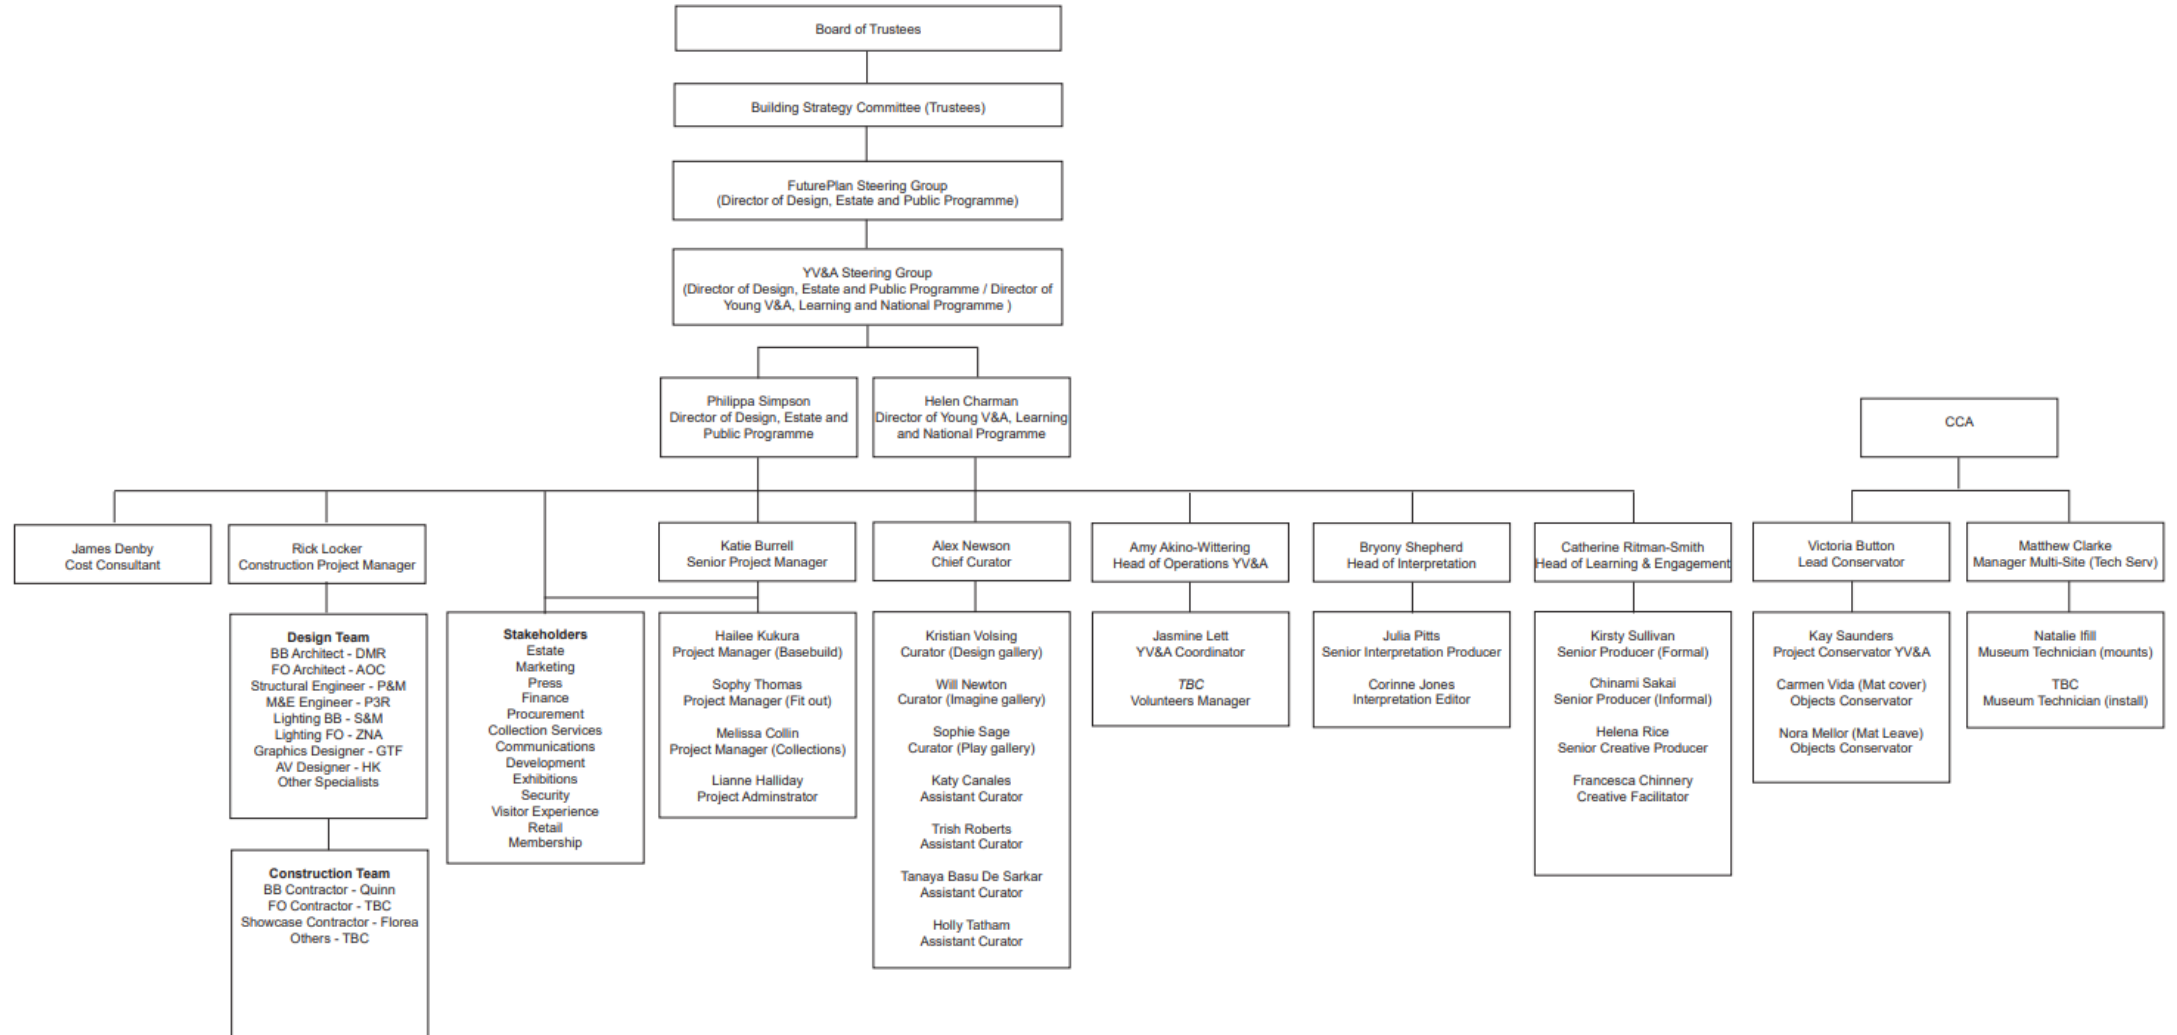 Board of Trustees
Building Strategy Committee (Trustees)
FuturePlan Steering Group
(Director of Design, Estate and Public Programme)
YV&A Steering Group
(Director of Design, Estate and Public Programme / Director of
Young V&A, Learning and National Programme )
Philippa Simpson
Director of Design, Estate and
Public Programme
Helen Charman
Director of Young V&A, Learning
and National Programme
CCA
James Denby
Cost Consultant
Rick Locker
Construction Project Manager
Katie Burrell
Senior Project Manager
Alex Newson
Chief Curator
Amy Akino-Wittering
Head of Operations YV&A
Bryony Shepherd
Head of Interpretation
Catherine Ritman-Smith
Head of Learning & Engagement
Victoria Button
Lead Conservator
Matthew Clarke
Manager Multi-Site (Tech Serv)
Design Team
BB Architect - DMR
FO Architect - AOC
Structural Engineer - P&M
M&E Engineer - P3R
Lighting BB - S&M
Lighting FO - ZNA
Graphics Designer - GTF
AV Designer - HK
Other Specialists
Construction Team
BB Contractor - Quinn
FO Contractor - TBC
Showcase Contractor - Florea
Others - TBC
Stakeholders
Estate
Marketing
Press
Finance
Procurement
Collection Services
Communications
Development
Exhibitions
Security
Visitor Experience
Retail
Membership
Hailee Kukura
Project Manager (Basebuild)
Sophy Thomas
Project Manager (Fit out)
Melissa Collin
Project Manager (Collections)
Lianne Halliday
Project Adminstrator
Kristian Volsing
Curator (Design gallery)
Will Newton
Curator (Imagine gallery)
Sophie Sage
Curator (Play gallery)
Katy Canales
Assistant Curator
Trish Roberts
Assistant Curator
Tanaya Basu De Sarkar
Assistant Curator
Holly Tatham
Assistant Curator
Jasmine Lett
YV&A Coordinator
TBC
Volunteers Manager
Julia Pitts
Senior Interpretation Producer
Corinne Jones
Interpretation Editor
Kirsty Sullivan
Senior Producer (Formal)
Chinami Sakai
Senior Producer (Informal)
Helena Rice
Senior Creative Producer
Francesca Chinnery
Creative Facilitator
Kay Saunders
Project Conservator YV&A
Carmen Vida (Mat cover)
Objects Conservator
Nora Mellor (Mat Leave)
Objects Conservator
Natalie Ifill
Museum Technician (mounts)
TBC
Museum Technician (install)